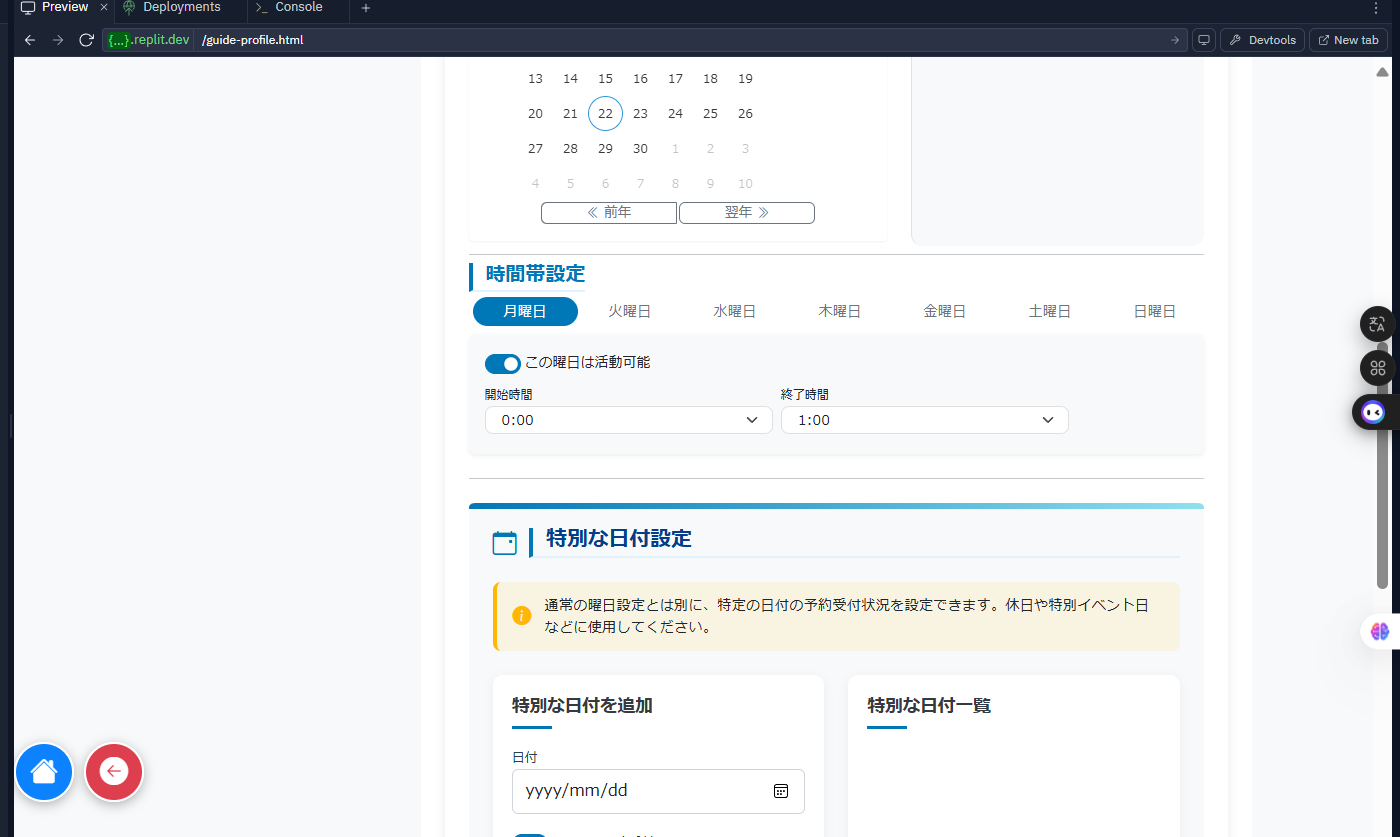 Preview
Deployments
Console
{...}.replit.dev /guide-profile.html
Devtools
New tab
13 14 15 16 17 18 19
20 21 22 23 24 25 26
27 28 29 30 1 2 3
4 5 6 7 8 9 10
前年
翌年
時間帯設定
月曜日 火曜日 水曜日 木曜日 金曜日 土曜日 日曜日
この曜日は活動可能
開始時間 終了時間
0:00 1:00
特別な日付設定
通常の曜日設定とは別に、特定の日付の予約受付状況を設定できます。休日や特別イベント日
などに使用してください。
特別な日付を追加
特別な日付一覧
日付
yyyy/mm/dd